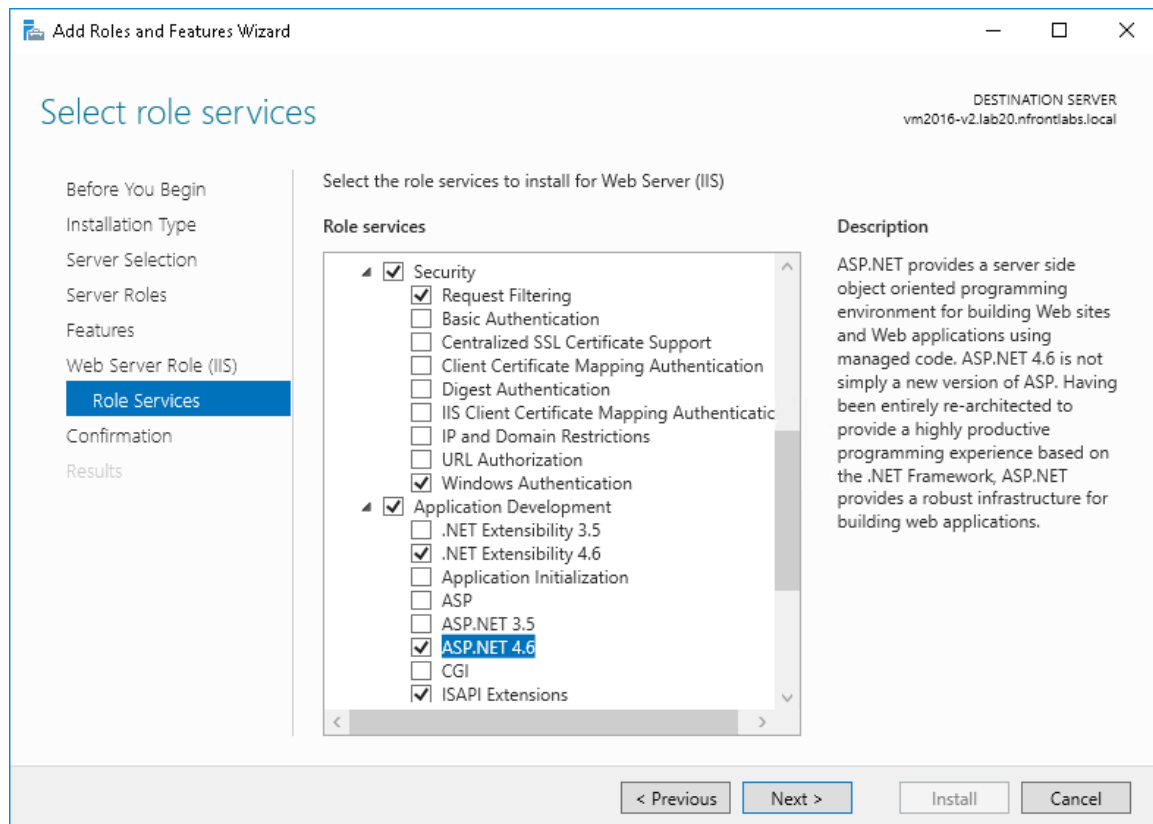 Add Roles and Features Wizard
Select role services
DESTINATION SERVER
vm2016-v2.lab20.nfrontlabs.local
Before You Begin
Installation Type
Server Selection
Server Roles
Features
Web Server Role (IIS)
Role Services
Confirmation
Results
Select the role services to install for Web Server (IIS)
Role services
Security
Request Filtering
Basic Authentication
Centralized SSL Certificate Support
Client Certificate Mapping Authentication
Digest Authentication
IIS Client Certificate Mapping Authenticatic
IP and Domain Restrictions
URL Authorization
Windows Authentication
Application Development
.NET Extensibility 3.5
.NET Extensibility 4.6
Application Initialization
ASP
ASP.NET 3.5
ASP.NET 4.6
CGI
ISAPI Extensions
Description
ASP.NET provides a server side
object oriented programming
environment for building Web sites
and Web applications using
managed code. ASP.NET 4.6 is not
simply a new version of ASP. Having
been entirely re-architected to
provide a highly productive
programming experience based on
the .NET Framework, ASP.NET
provides a robust infrastructure for
building web applications.
< Previous
Next >
Install
Cancel